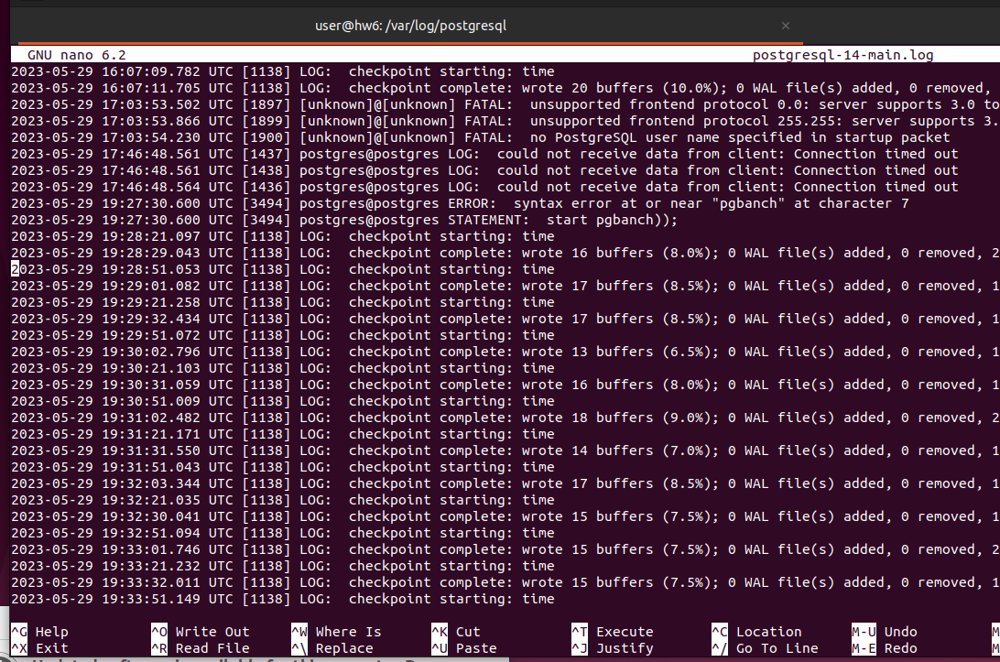 user@hw6: /var/log/postgresql ×
GNU nano 6.2 postgresql-14-main.log
2023-05-29 16:07:09.782 UTC [1138] LOG:  checkpoint starting: time
2023-05-29 16:07:11.705 UTC [1138] LOG:  checkpoint complete: wrote 20 buffers (10.0%); 0 WAL file(s) added, 0 removed,
2023-05-29 17:03:53.502 UTC [1897] [unknown]@[unknown] FATAL:  unsupported frontend protocol 0.0: server supports 3.0 to
2023-05-29 17:03:53.866 UTC [1899] [unknown]@[unknown] FATAL:  unsupported frontend protocol 255.255: server supports 3.
2023-05-29 17:03:54.230 UTC [1900] [unknown]@[unknown] FATAL:  no PostgreSQL user name specified in startup packet
2023-05-29 17:46:48.561 UTC [1437] postgres@postgres LOG:  could not receive data from client: Connection timed out
2023-05-29 17:46:48.561 UTC [1438] postgres@postgres LOG:  could not receive data from client: Connection timed out
2023-05-29 17:46:48.564 UTC [1436] postgres@postgres LOG:  could not receive data from client: Connection timed out
2023-05-29 19:27:30.600 UTC [3494] postgres@postgres ERROR:  syntax error at or near "pgbanch" at character 7
2023-05-29 19:27:30.600 UTC [3494] postgres@postgres STATEMENT:  start pgbanch));
2023-05-29 19:28:21.097 UTC [1138] LOG:  checkpoint starting: time
2023-05-29 19:28:29.043 UTC [1138] LOG:  checkpoint complete: wrote 16 buffers (8.0%); 0 WAL file(s) added, 0 removed, 2
2023-05-29 19:28:51.053 UTC [1138] LOG:  checkpoint starting: time
2023-05-29 19:29:01.082 UTC [1138] LOG:  checkpoint complete: wrote 17 buffers (8.5%); 0 WAL file(s) added, 0 removed, 1
2023-05-29 19:29:21.258 UTC [1138] LOG:  checkpoint starting: time
2023-05-29 19:29:32.434 UTC [1138] LOG:  checkpoint complete: wrote 17 buffers (8.5%); 0 WAL file(s) added, 0 removed, 1
2023-05-29 19:29:51.072 UTC [1138] LOG:  checkpoint starting: time
2023-05-29 19:30:02.796 UTC [1138] LOG:  checkpoint complete: wrote 13 buffers (6.5%); 0 WAL file(s) added, 0 removed, 1
2023-05-29 19:30:21.103 UTC [1138] LOG:  checkpoint starting: time
2023-05-29 19:30:31.059 UTC [1138] LOG:  checkpoint complete: wrote 16 buffers (8.0%); 0 WAL file(s) added, 0 removed, 1
2023-05-29 19:30:51.009 UTC [1138] LOG:  checkpoint starting: time
2023-05-29 19:31:02.482 UTC [1138] LOG:  checkpoint complete: wrote 18 buffers (9.0%); 0 WAL file(s) added, 0 removed, 2
2023-05-29 19:31:21.171 UTC [1138] LOG:  checkpoint starting: time
2023-05-29 19:31:31.550 UTC [1138] LOG:  checkpoint complete: wrote 14 buffers (7.0%); 0 WAL file(s) added, 0 removed, 1
2023-05-29 19:31:51.043 UTC [1138] LOG:  checkpoint starting: time
2023-05-29 19:32:03.344 UTC [1138] LOG:  checkpoint complete: wrote 17 buffers (8.5%); 0 WAL file(s) added, 0 removed, 1
2023-05-29 19:32:21.035 UTC [1138] LOG:  checkpoint starting: time
2023-05-29 19:32:30.041 UTC [1138] LOG:  checkpoint complete: wrote 15 buffers (7.5%); 0 WAL file(s) added, 0 removed, 1
2023-05-29 19:32:51.094 UTC [1138] LOG:  checkpoint starting: time
2023-05-29 19:33:01.746 UTC [1138] LOG:  checkpoint complete: wrote 15 buffers (7.5%); 0 WAL file(s) added, 0 removed, 2
2023-05-29 19:33:21.232 UTC [1138] LOG:  checkpoint starting: time
2023-05-29 19:33:32.011 UTC [1138] LOG:  checkpoint complete: wrote 15 buffers (7.5%); 0 WAL file(s) added, 0 removed, 1
2023-05-29 19:33:51.149 UTC [1138] LOG:  checkpoint starting: time
^G Help ^O Write Out ^W Where Is ^K Cut ^T Execute ^C Location M-U Undo
^X Exit ^R Read File ^\ Replace ^U Paste ^J Justify ^/ Go To Line M-E Redo